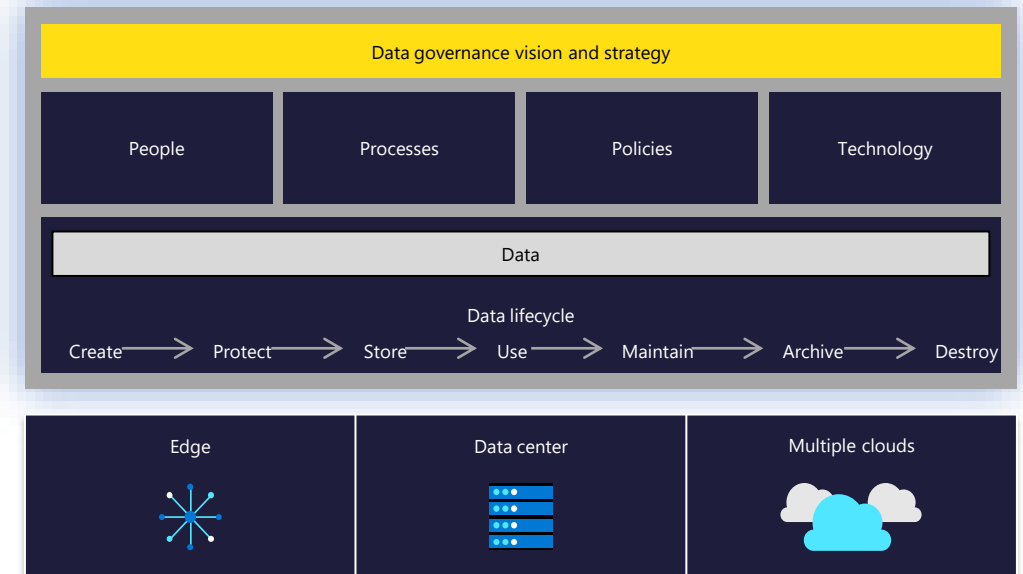 Data governance vision and strategy
People
Processes
Policies
Technology
Data
Data lifecycle
Create
Protect
Store
Use
Maintain
Archive
Destroy
Edge
Data center
Multiple clouds